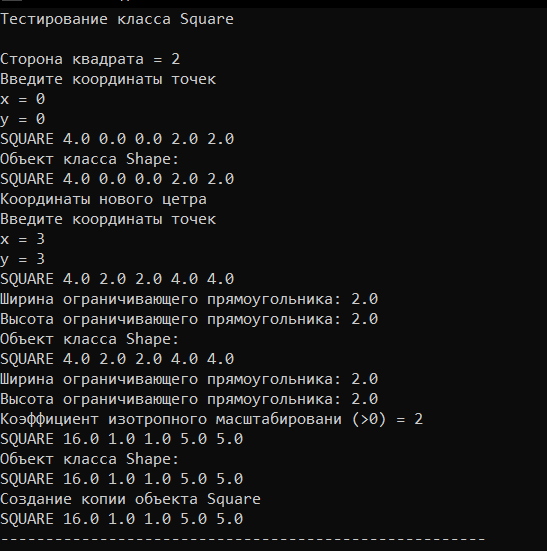 Тестирование класса Square
Сторона квадрата = 2
Введите координаты точек
x = 0
y = 0
SQUARE 4.0 0.0 0.0 2.0 2.0
Объект класса Shape:
SQUARE 4.0 0.0 0.0 2.0 2.0
Координаты нового цетра
Введите координаты точек
x = 3
y = 3
SQUARE 4.0 2.0 2.0 4.0 4.0
Ширина ограничивающего прямоугольника: 2.0
Высота ограничивающего прямоугольника: 2.0
Объект класса Shape:
SQUARE 4.0 2.0 2.0 4.0 4.0
Ширина ограничивающего прямоугольника: 2.0
Высота ограничивающего прямоугольника: 2.0
Коэффициент изотропного масштабировани (>0) = 2
SQUARE 16.0 1.0 1.0 5.0 5.0
Объект класса Shape:
SQUARE 16.0 1.0 1.0 5.0 5.0
Создание копии объекта Square
SQUARE 16.0 1.0 1.0 5.0 5.0
------------------------------------------------------